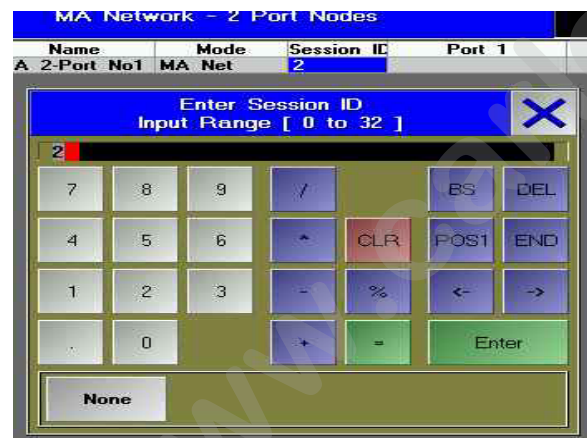 MA Network - 2 Port Nodes
Name Mode Session ID Port 1
A 2-Port No1 MA Net 2
Enter Session ID
Input Range [ 0 to 32 ]
2
7 8 9 / BS DEL
4 5 6 * CLR POS1 END
1 2 3 - % <- ->
. 0 + = Enter
None